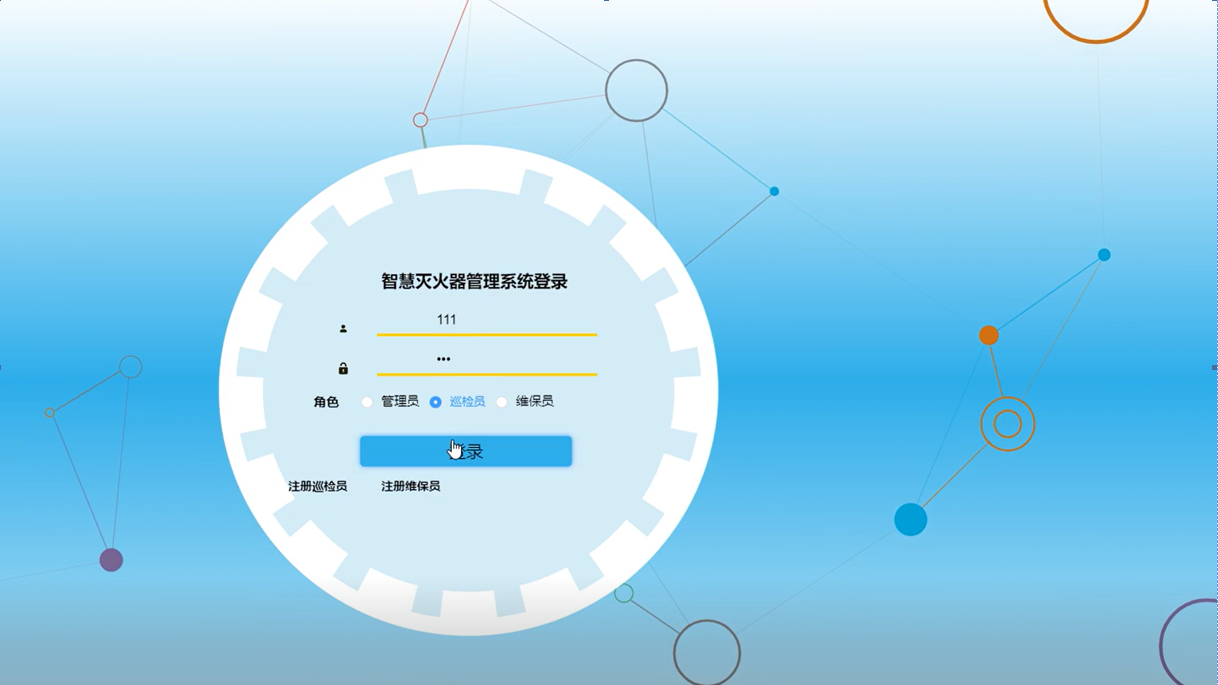 智慧灭火器管理系统登录
111
•••
角色 管理员 巡检员 维保员
登录
注册巡检员 注册维保员